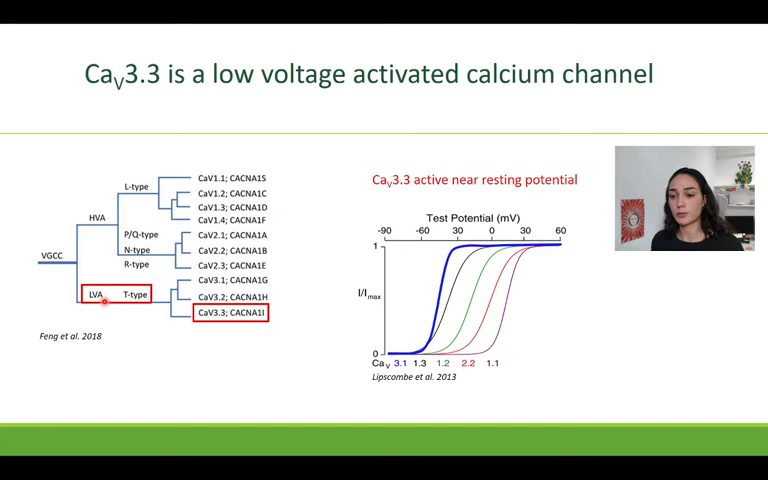 CaV3.3 is a low voltage activated calcium channel
VGCC
HVA
LVA
L-type
P/Q-type
N-type
R-type
T-type
CaV1.1; CACNA1S
CaV1.2; CACNA1C
CaV1.3; CACNA1D
CaV1.4; CACNA1F
CaV2.1; CACNA1A
CaV2.2; CACNA1B
CaV2.3; CACNA1E
CaV3.1; CACNA1G
CaV3.2; CACNA1H
CaV3.3; CACNA1I
Feng et al. 2018
CaV3.3 active near resting potential
Test Potential (mV)
-90 -60 30 0 30 60
1
I/Imax
0
CaV 3.1 1.3 1.2 2.2 1.1
Lipscombe et al. 2013